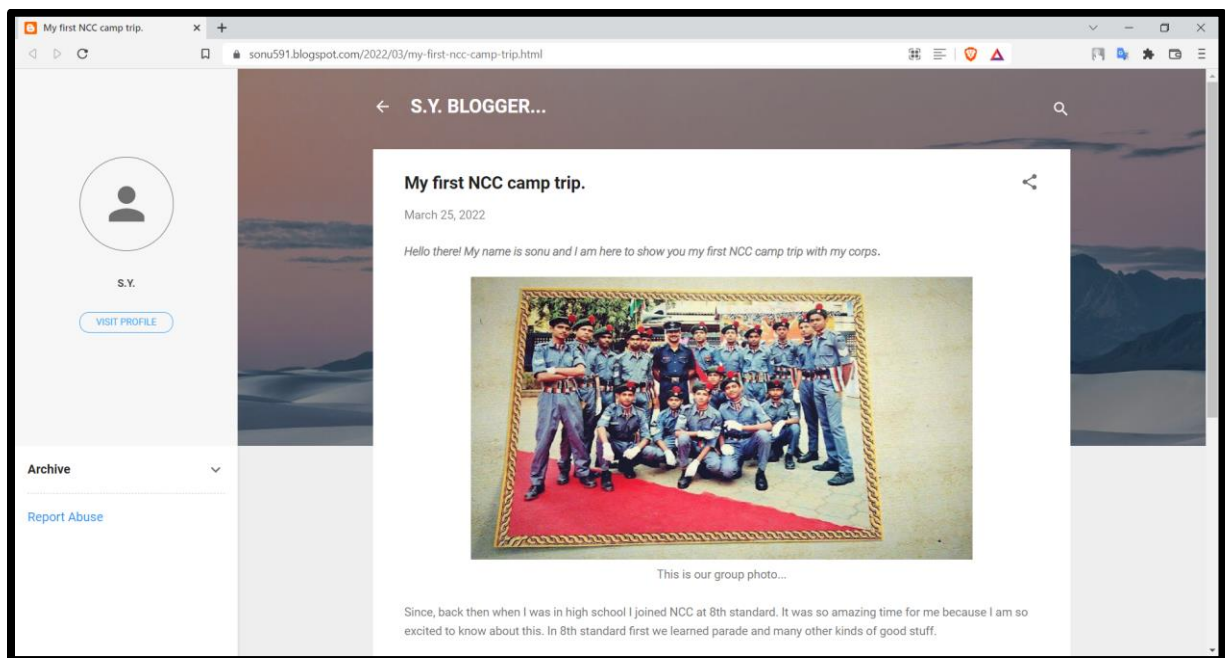 My first NCC camp trip.
sonu591.blogspot.com/2022/03/my-first-ncc-camp-trip.html
S.Y. BLOGGER...
S.Y.
VISIT PROFILE
Archive
Report Abuse
My first NCC camp trip.
March 25, 2022
Hello there! My name is sonu and I am here to show you my first NCC camp trip with my corps.
This is our group photo...
Since, back then when I was in high school I joined NCC at 8th standard. It was so amazing time for me because I am so
excited to know about this. In 8th standard first we learned parade and many other kinds of good stuff.